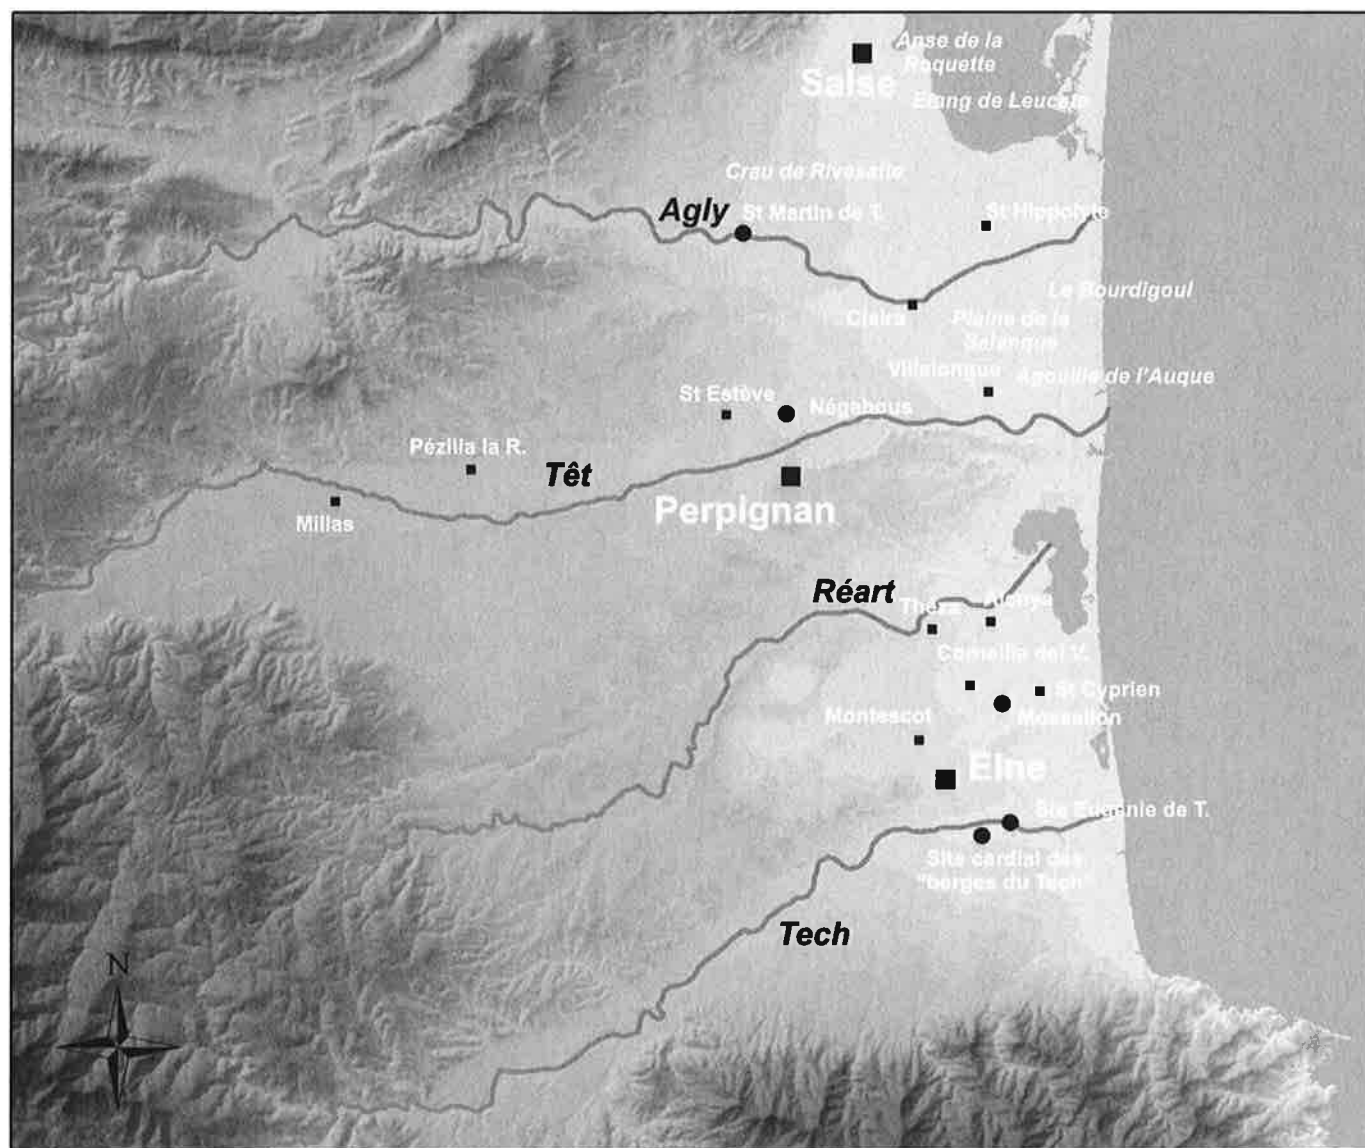 Anse de la
Roquette
Salse
Etang de Leucate
Crau de Rivesalte
Agly
St Martin de T.
St Hippolyte
Le Bourdigoul
Claira
Plaine de la
Salanque
Villelongue
Agouille de l'Auque
St Estève
Négabous
Pézilla la R.
Têt
Perpignan
Millas
Réart
Théza
Alenya
Corneilla del V.
St Cyprien
Mossellon
Montescot
Elne
Ste Eugénie de T.
Site cardial des
"berges du Tech"
Tech
N